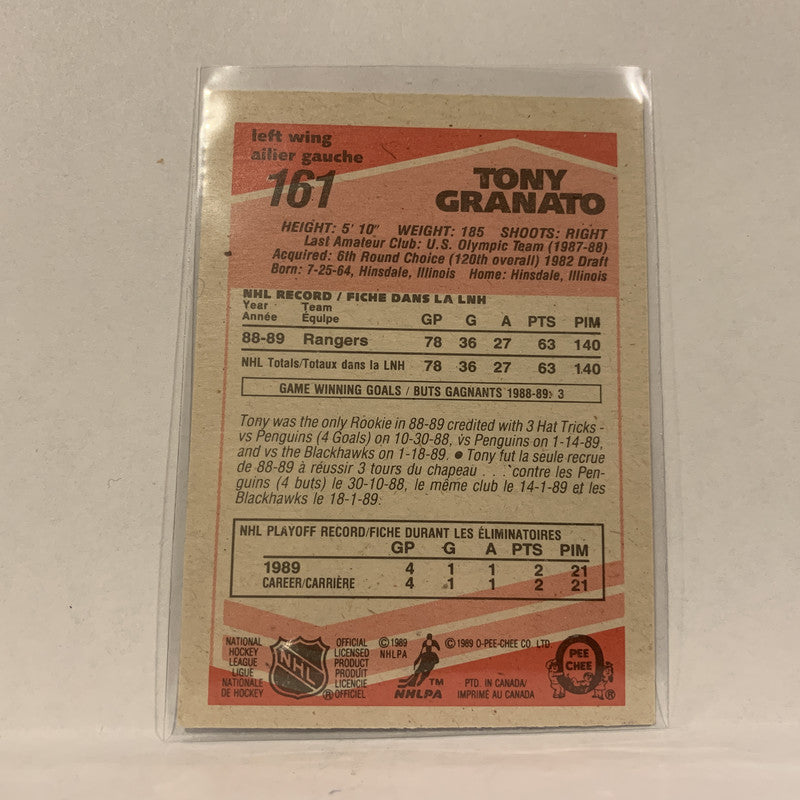 left wing
ailier gauche
161
TONY
GRANATO
HEIGHT: 5' 10" WEIGHT: 185 SHOOTS: RIGHT
Last Amateur Club: U.S. Olympic Team (1987-88)
Acquired: 6th Round Choice (120th overall) 1982 Draft
Born: 7-25-64, Hinsdale, Illinois Home: Hinsdale, Illinois
NHL RECORD / FICHE DANS LA LNH
Year Team
Année Équipe GP G A PTS PIM
88-89 Rangers 78 36 27 63 140
NHL Totals/Totaux dans la LNH 78 36 27 63 140
GAME WINNING GOALS / BUTS GAGNANTS 1988-89: 3
Tony was the only Rookie in 88-89 credited with 3 Hat Tricks -
vs Penguins (4 Goals) on 10-30-88, vs Penguins on 1-14-89,
and vs the Blackhawks on 1-18-89. ● Tony fut la seule recrue
de 88-89 à réussir 3 tours du chapeau . . . contre les Pen-
guins (4 buts) le 30-10-88, le même club le 14-1-89 et les
Blackhawks le 18-1-89.
NHL PLAYOFF RECORD/FICHE DURANT LES ÉLIMINATOIRES
GP G A PTS PIM
1989 4 1 1 2 21
CAREER/CARRIÈRE 4 1 1 2 21
NATIONAL
HOCKEY
LEAGUE
LIGUE
NATIONALE
DE HOCKEY
NHL
®
OFFICIAL
LICENSED
PRODUCT
PRODUIT
LICENCIE
OFFICIEL
©1989
NHLPA
TM
NHLPA
©1989 O-PEE-CHEE CO. LTD.
PTD. IN CANADA/
IMPRIMÉ AU CANADA
O
PEE
CHEE
®